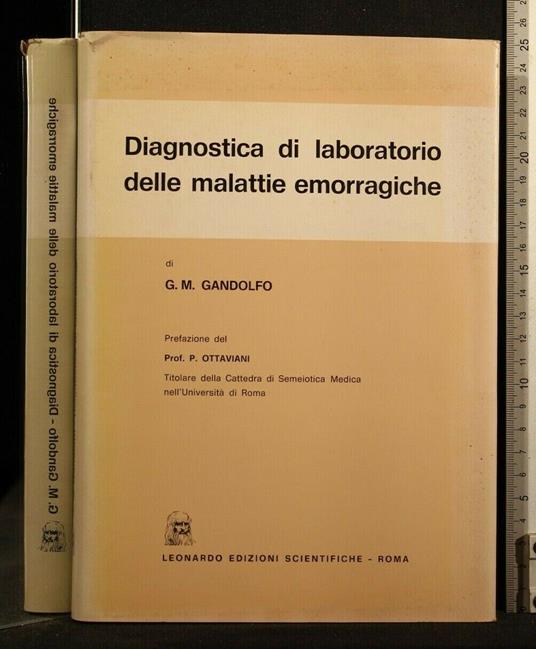 Diagnostica di laboratorio
delle malattie emorragiche
di
G. M. GANDOLFO
Prefazione del
Prof. P. OTTAVIANI
Titolare della Cattedra di Semeiotica Medica
nell'Università di Roma
LEONARDO EDIZIONI SCIENTIFICHE - ROMA
G. M. Gandolfo - Diagnostica di laboratorio delle malattie emorragiche